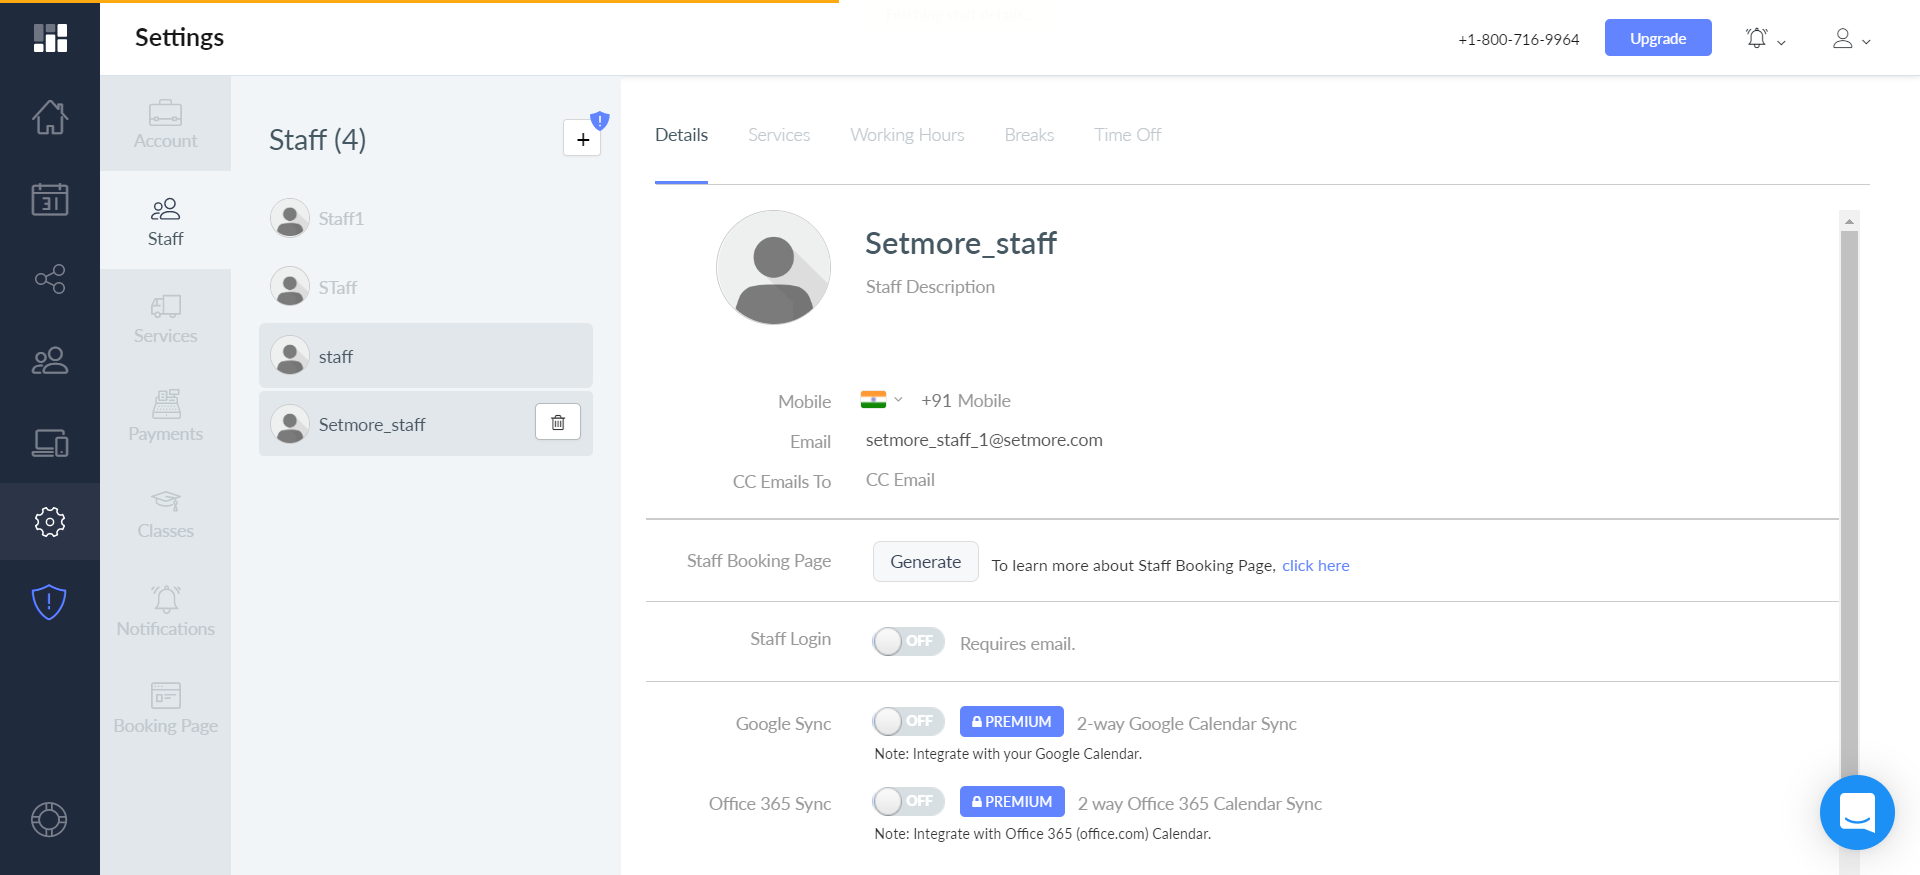 Settings
+1-800-716-9964
Upgrade
31
Account
Staff
Services
Payments
Classes
Notifications
Booking Page
Staff (4)
+
Staff1
STaff
staff
Setmore_staff
Details
Services
Working Hours
Breaks
Time Off
Setmore_staff
Staff Description
Mobile
+91 Mobile
Email
setmore_staff_1@setmore.com
CC Emails To
CC Email
Staff Booking Page
Generate
To learn more about Staff Booking Page, click here
Staff Login
OFF
Requires email.
Google Sync
OFF
PREMIUM
2-way Google Calendar Sync
Note: Integrate with your Google Calendar.
Office 365 Sync
OFF
PREMIUM
2 way Office 365 Calendar Sync
Note: Integrate with Office 365 (office.com) Calendar.